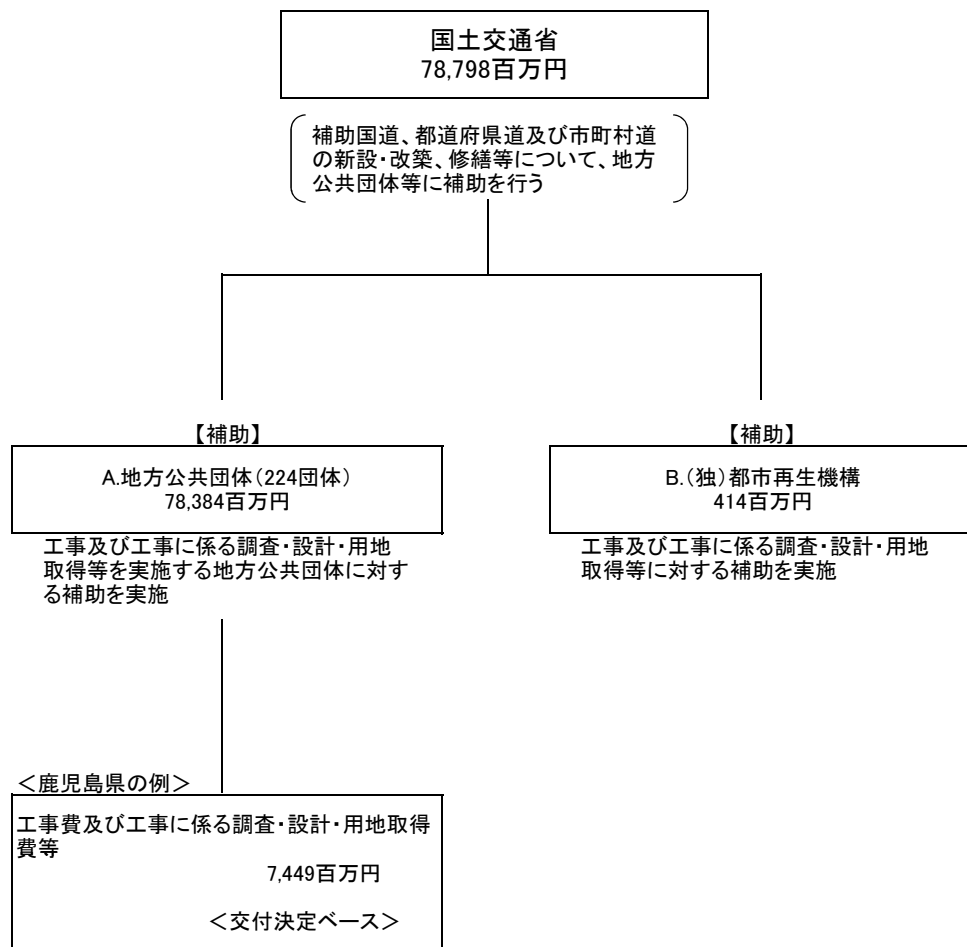 国土交通省
78,798百万円
補助国道、都道府県道及び市町村道
の新設・改築、修繕等について、地方
公共団体等に補助を行う
【補助】
A.地方公共団体(224団体)
78,384百万円
工事及び工事に係る調査・設計・用地
取得等を実施する地方公共団体に対す
る補助を実施
【補助】
B.(独)都市再生機構
414百万円
工事及び工事に係る調査・設計・用地
取得等に対する補助を実施
<鹿児島県の例>
工事費及び工事に係る調査・設計・用地取得
費等
7,449百万円
<交付決定ベース>